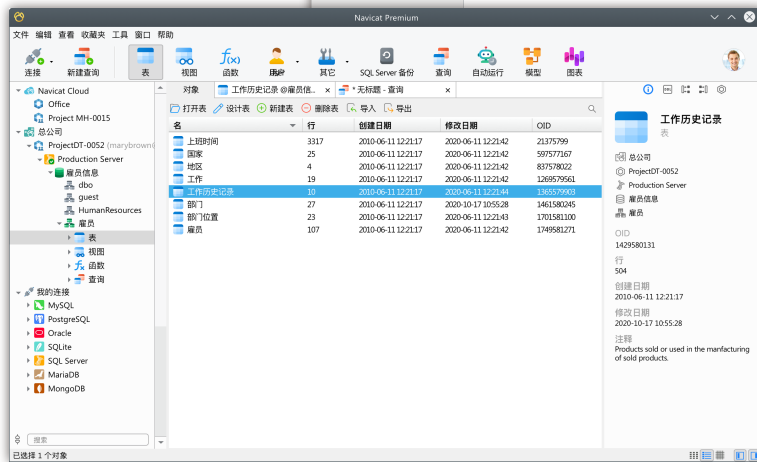 Navicat Premium
文件 编辑 查看 收藏夹 工具 窗口 帮助
连接 新建查询 表 视图 函数 用户 其它 SQL Server 备份 查询 自动运行 模型 图表
Navicat Cloud
Office
Project MH-0015
总公司
ProjectDT-0052 (marybrown
Production Server
雇员信息
dbo
guest
HumanResources
雇员
表
视图
函数
查询
我的连接
MySQL
PostgreSQL
Oracle
SQLite
SQL Server
MariaDB
MongoDB
搜索
已选择 1 个对象
对象 工作历史记录 @雇员信... × * 无标题 - 查询 ×
打开表 设计表 新建表 删除表 导入 导出
名 行 创建日期 修改日期 OID
上班时间 3317 2010-06-11 12:21:17 2020-06-11 12:21:42 21375799
国家 25 2010-06-11 12:21:17 2020-06-11 12:21:42 597577167
地区 4 2010-06-11 12:21:17 2020-06-11 12:21:42 837578022
工作 19 2010-06-11 12:21:17 2020-06-11 12:21:42 1269579561
工作历史记录 10 2010-06-11 12:21:17 2020-06-11 12:21:44 1365579903
部门 27 2010-06-11 12:21:17 2020-10-17 10:55:28 1461580245
部门位置 23 2010-06-11 12:21:17 2020-06-11 12:21:43 1701581100
雇员 107 2010-06-11 12:21:17 2020-06-11 12:21:42 1749581271
工作历史记录
表
总公司
ProjectDT-0052
Production Server
雇员信息
雇员
OID
1429580131
行
504
创建日期
2010-06-11 12:21:17
修改日期
2020-10-17 10:55:28
注释
Products sold or used in the manfacturing
of sold products.